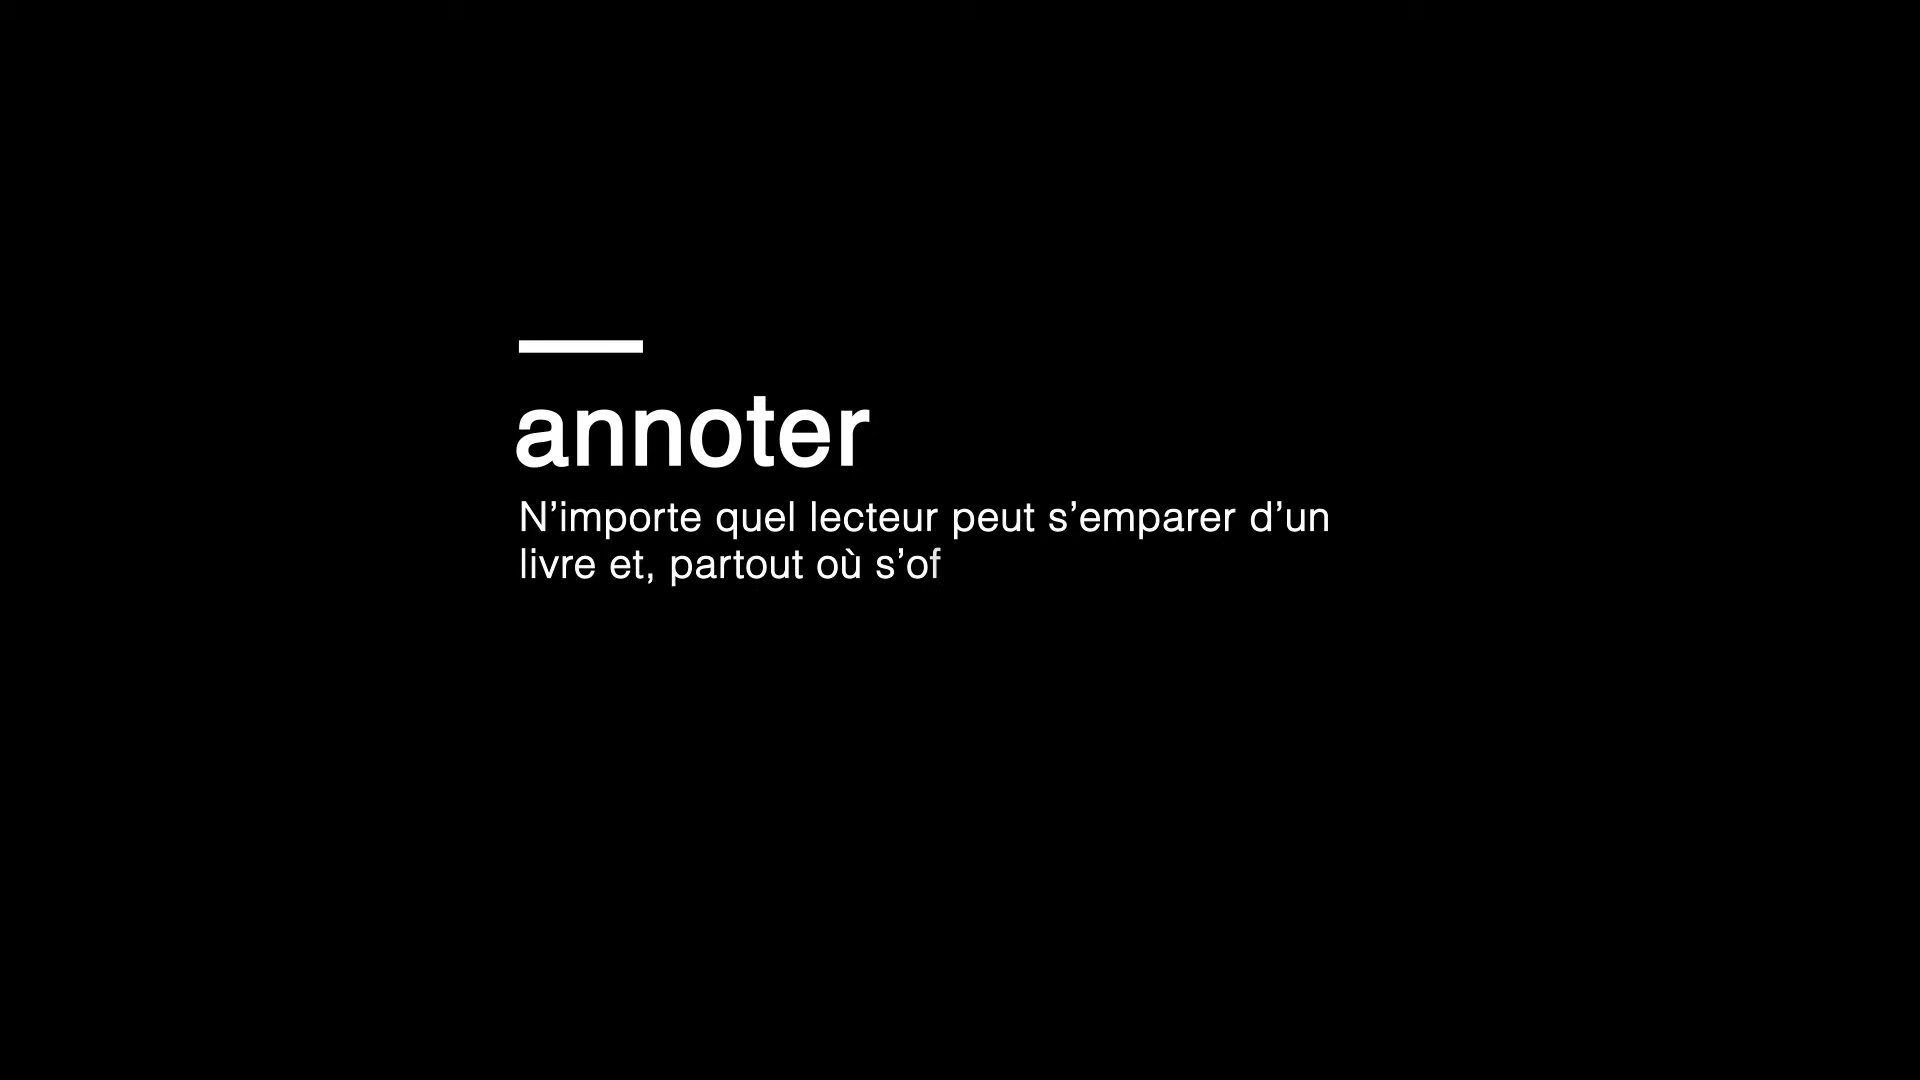 annoter
N’importe quel lecteur peut s’emparer d’un
livre et, partout où s’of